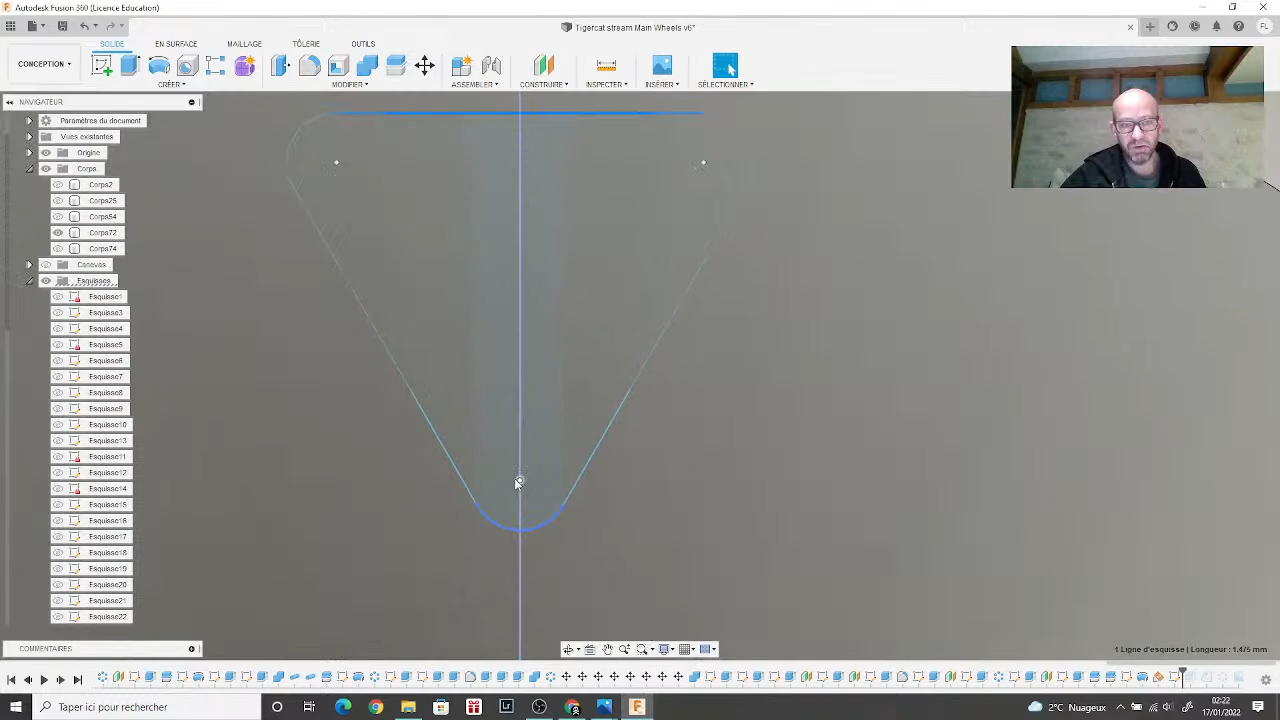 Autodesk Fusion 360 (Licence Education)
Tigercat stream Main Wheels v6*
FL
SOLIDE
EN SURFACE
MAILLAGE
TÔLERIE
OUTILS
CONCEPTION
CRÉER
MODIFIER
ASSEMBLER
CONSTRUIRE
INSPECTER
INSÉRER
SÉLECTIONNER
NAVIGATEUR
Paramètres du document
Vues existantes
Origine
Corps
Corps2
Corps25
Corps54
Corps72
Corps74
Canevas
Esquisses
Esquisse1
Esquisse3
Esquisse4
Esquisse5
Esquisse6
Esquisse7
Esquisse8
Esquisse9
Esquisse10
Esquisse13
Esquisse11
Esquisse12
Esquisse14
Esquisse15
Esquisse16
Esquisse17
Esquisse18
Esquisse19
Esquisse20
Esquisse21
Esquisse22
COMMENTAIRES
1 Ligne d'esquisse | Longueur : 1.475 mm
Taper ici pour rechercher
3°C Nuageux
02:22
17/01/2022